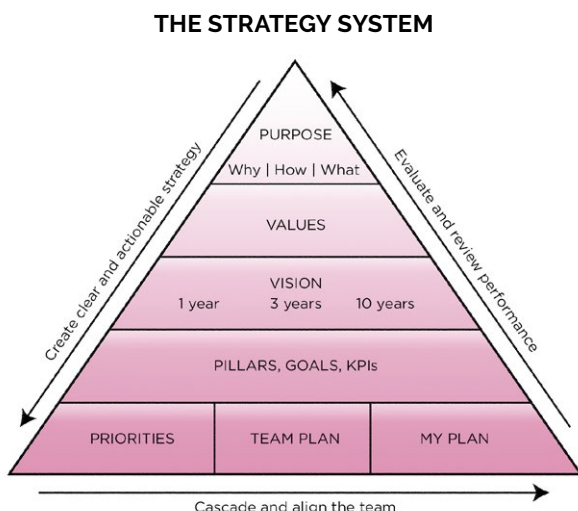 THE STRATEGY SYSTEM
PURPOSE
Why | How | What
VALUES
VISION
1 year 3 years 10 years
PILLARS, GOALS, KPIs
PRIORITIES TEAM PLAN MY PLAN
Create clear and actionable strategy
Evaluate and review performance
Cascade and align the team